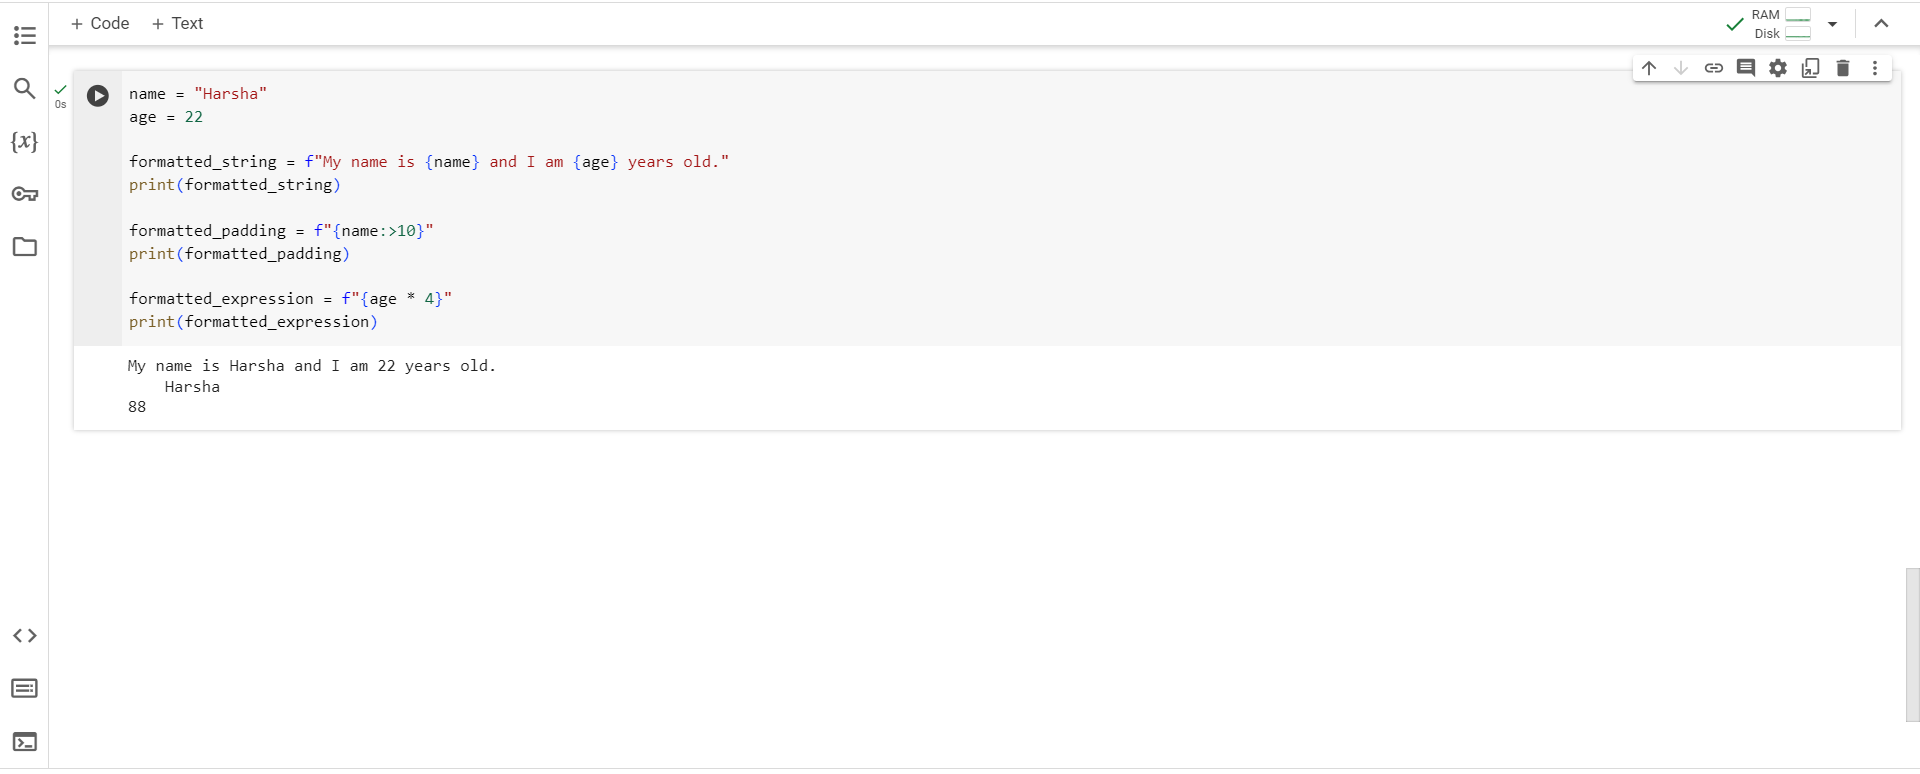 + Code + Text
RAM
Disk
0s
name = "Harsha"
age = 22
formatted_string = f"My name is {name} and I am {age} years old."
print(formatted_string)
formatted_padding = f"{name:>10}"
print(formatted_padding)
formatted_expression = f"{age * 4}"
print(formatted_expression)
My name is Harsha and I am 22 years old.
    Harsha
88
{x}